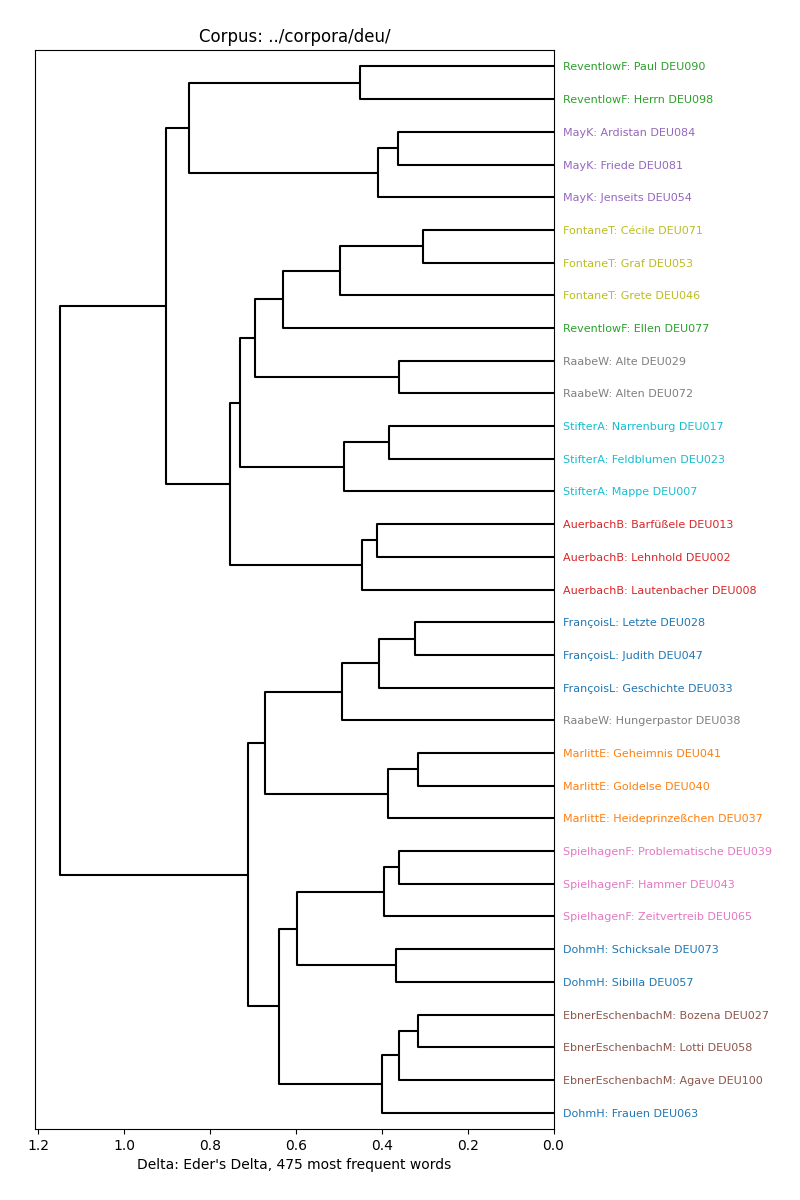 Corpus: ../corpora/deu/
ReventlowF: Paul DEU090
ReventlowF: Herrn DEU098
MayK: Ardistan DEU084
MayK: Friede DEU081
MayK: Jenseits DEU054
FontaneT: Cécile DEU071
FontaneT: Graf DEU053
FontaneT: Grete DEU046
ReventlowF: Ellen DEU077
RaabeW: Alte DEU029
RaabeW: Alten DEU072
StifterA: Narrenburg DEU017
StifterA: Feldblumen DEU023
StifterA: Mappe DEU007
AuerbachB: Barfüßele DEU013
AuerbachB: Lehnhold DEU002
AuerbachB: Lautenbacher DEU008
FrançoisL: Letzte DEU028
FrançoisL: Judith DEU047
FrançoisL: Geschichte DEU033
RaabeW: Hungerpastor DEU038
MarlittE: Geheimnis DEU041
MarlittE: Goldelse DEU040
MarlittE: Heideprinzeßchen DEU037
SpielhagenF: Problematische DEU039
SpielhagenF: Hammer DEU043
SpielhagenF: Zeitvertreib DEU065
DohmH: Schicksale DEU073
DohmH: Sibilla DEU057
EbnerEschenbachM: Bozena DEU027
EbnerEschenbachM: Lotti DEU058
EbnerEschenbachM: Agave DEU100
DohmH: Frauen DEU063
1.2 1.0 0.8 0.6 0.4 0.2 0.0
Delta: Eder's Delta, 475 most frequent words